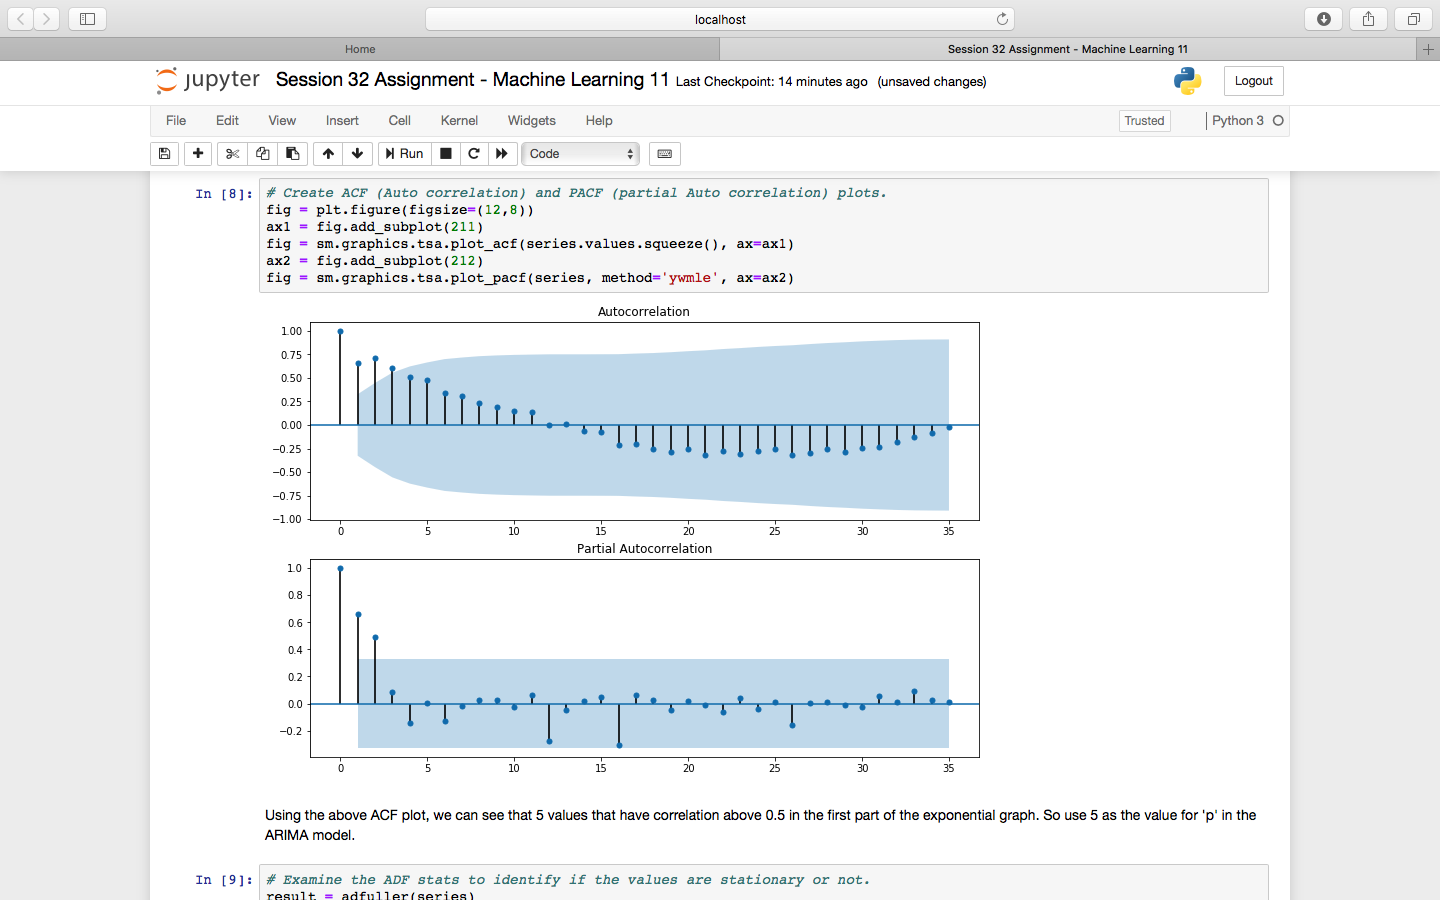 localhost
Home
Session 32 Assignment - Machine Learning 11
jupyter Session 32 Assignment - Machine Learning 11 Last Checkpoint: 14 minutes ago (unsaved changes)
Logout
File Edit View Insert Cell Kernel Widgets Help
Trusted
Python 3
Run
Code
In [8]:
# Create ACF (Auto correlation) and PACF (partial Auto correlation) plots.
fig = plt.figure(figsize=(12,8))
ax1 = fig.add_subplot(211)
fig = sm.graphics.tsa.plot_acf(series.values.squeeze(), ax=ax1)
ax2 = fig.add_subplot(212)
fig = sm.graphics.tsa.plot_pacf(series, method='ywmle', ax=ax2)
Autocorrelation
1.00
0.75
0.50
0.25
0.00
−0.25
−0.50
−0.75
−1.00
0 5 10 15 20 25 30 35
Partial Autocorrelation
1.0
0.8
0.6
0.4
0.2
0.0
−0.2
0 5 10 15 20 25 30 35
Using the above ACF plot, we can see that 5 values that have correlation above 0.5 in the first part of the exponential graph. So use 5 as the value for 'p' in the
ARIMA model.
In [9]:
# Examine the ADF stats to identify if the values are stationary or not.
result = adfuller(series)